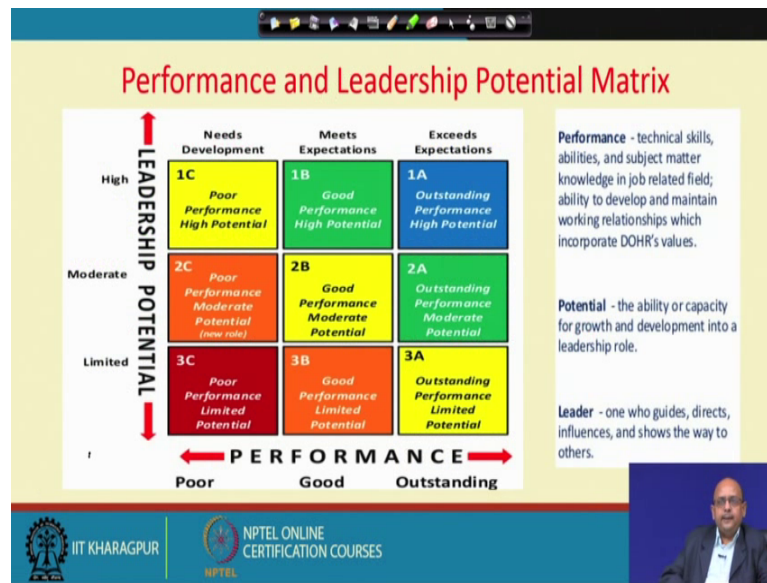 Performance and Leadership Potential Matrix
LEADERSHIP POTENTIAL
Needs
Development
Meets
Expectations
Exceeds
Expectations
High
1C
Poor
Performance
High Potential
1B
Good
Performance
High Potential
1A
Outstanding
Performance
High Potential
Moderate
2C
Poor
Performance
Moderate
Potential
(new role)
2B
Good
Performance
Moderate
Potential
2A
Outstanding
Performance
Moderate
Potential
Limited
3C
Poor
Performance
Limited
Potential
3B
Good
Performance
Limited
Potential
3A
Outstanding
Performance
Limited
Potential
PERFORMANCE
Poor
Good
Outstanding
Performance - technical skills,
abilities, and subject matter
knowledge in job related field;
ability to develop and maintain
working relationships which
incorporate DOHR's values.
Potential - the ability or capacity
for growth and development into a
leadership role.
Leader - one who guides, directs,
influences, and shows the way to
others.
IIT KHARAGPUR
NPTEL
NPTEL ONLINE
CERTIFICATION COURSES